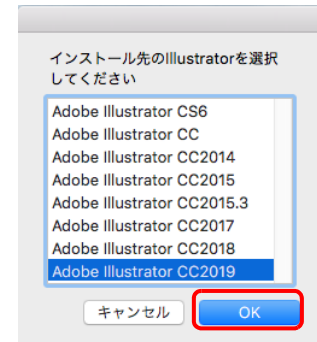 インストール先のIllustratorを選択
してください
Adobe Illustrator CS6
Adobe Illustrator CC
Adobe Illustrator CC2014
Adobe Illustrator CC2015
Adobe Illustrator CC2015.3
Adobe Illustrator CC2017
Adobe Illustrator CC2018
Adobe Illustrator CC2019
キャンセル OK